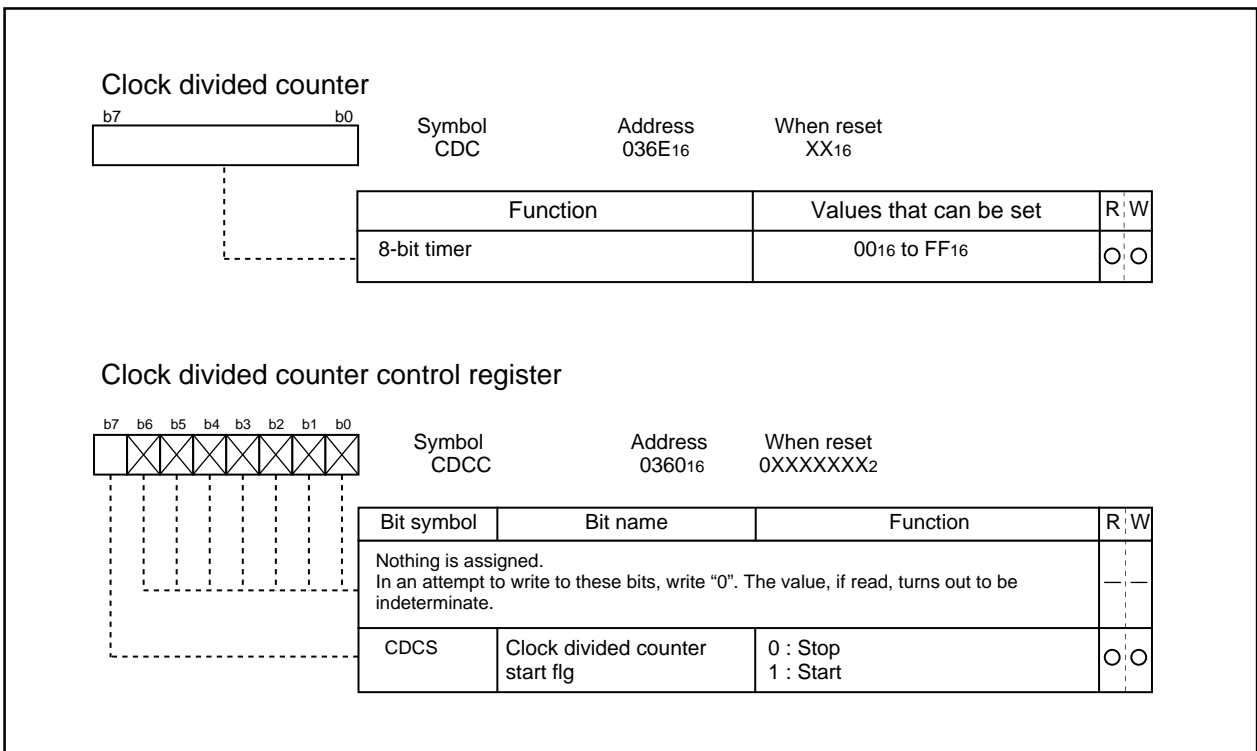 Clock divided counter
b7 b0
Symbol Address When reset
CDC 036E16 XX16
Function Values that can be set R W
8-bit timer 0016 to FF16 O O
Clock divided counter control register
b7 b6 b5 b4 b3 b2 b1 b0
Symbol Address When reset
CDCC 036016 0XXXXXXX2
Bit symbol Bit name Function R W
Nothing is assigned.
In an attempt to write to these bits, write “0”. The value, if read, turns out to be
indeterminate.
— —
CDCS Clock divided counter 0 : Stop O O
start flg 1 : Start